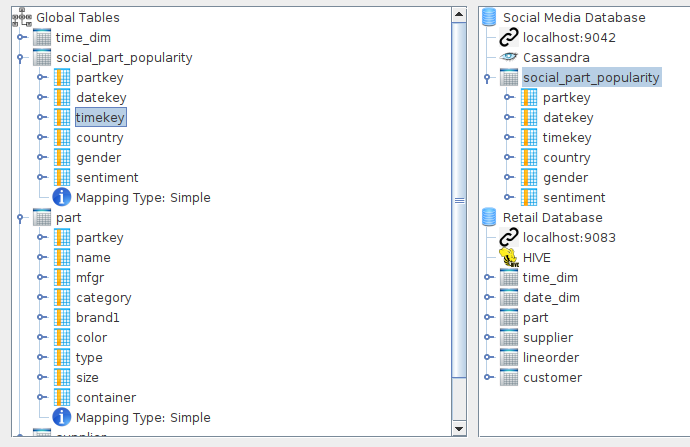 Global Tables
time_dim
social_part_popularity
partkey
datekey
timekey
country
gender
sentiment
Mapping Type: Simple
part
partkey
name
mfgr
category
brand1
color
type
size
container
Mapping Type: Simple
supplier
Social Media Database
localhost:9042
Cassandra
social_part_popularity
partkey
datekey
timekey
country
gender
sentiment
Retail Database
localhost:9083
HIVE
time_dim
date_dim
part
supplier
lineorder
customer